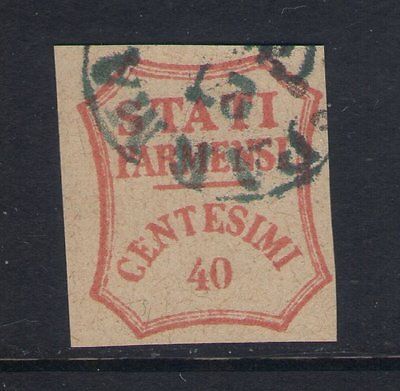 STATI
PARMENSI
CENTESIMI
40